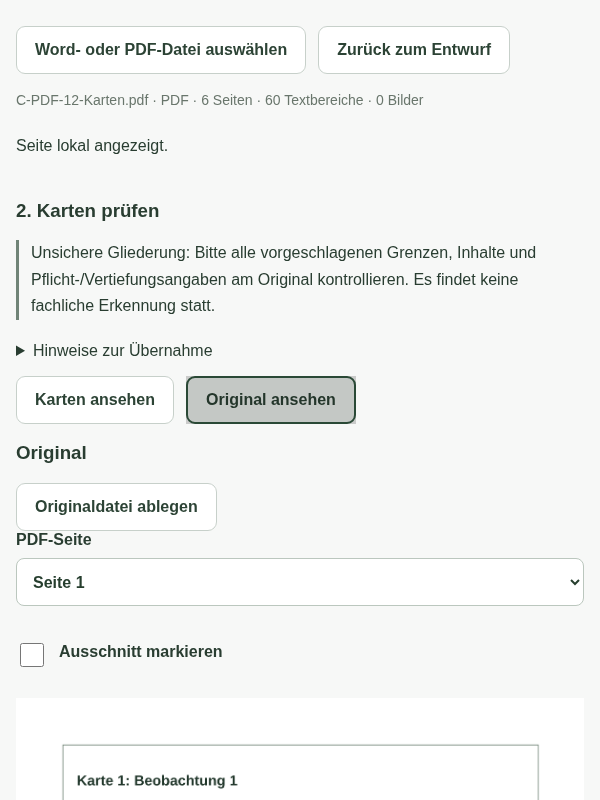 Word- oder PDF-Datei auswählen
Zurück zum Entwurf
C-PDF-12-Karten.pdf · PDF · 6 Seiten · 60 Textbereiche · 0 Bilder
Seite lokal angezeigt.
2. Karten prüfen
Unsichere Gliederung: Bitte alle vorgeschlagenen Grenzen, Inhalte und
Pflicht-/Vertiefungsangaben am Original kontrollieren. Es findet keine
fachliche Erkennung statt.
Hinweise zur Übernahme
Karten ansehen
Original ansehen
Original
Originaldatei ablegen
PDF-Seite
Seite 1
Ausschnitt markieren
Karte 1: Beobachtung 1